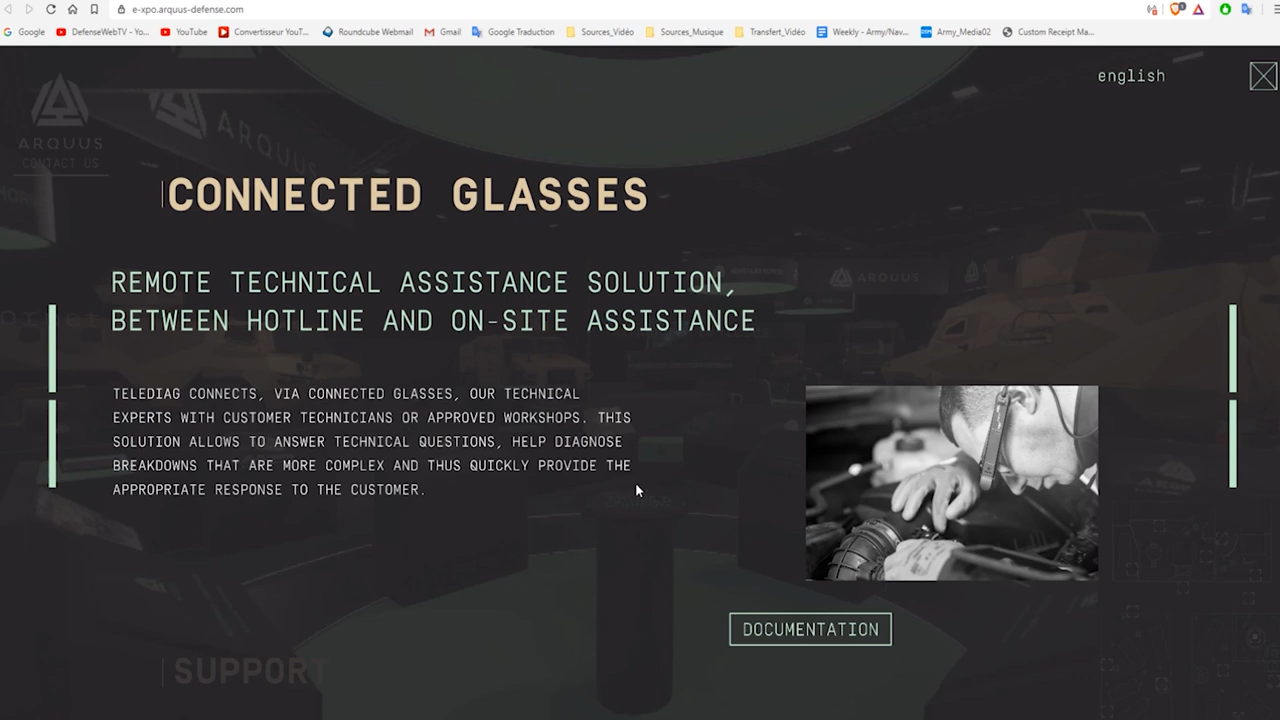 e-xpo.arquus-defense.com
Google
DefenseWebTV - Yo...
YouTube
Convertisseur YouT...
Roundcube Webmail
Gmail
Google Traduction
Sources_Vidéo
Sources_Musique
Transfert_Vidéo
Weekly - Army/Nav...
Army_Media02
Custom Receipt Ma...
english
ARQUUS
ARQUUS
CONTACT US
CONNECTED GLASSES
REMOTE TECHNICAL ASSISTANCE SOLUTION,
BETWEEN HOTLINE AND ON-SITE ASSISTANCE
ARQUUS
TELEDIAG CONNECTS, VIA CONNECTED GLASSES, OUR TECHNICAL
EXPERTS WITH CUSTOMER TECHNICIANS OR APPROVED WORKSHOPS. THIS
SOLUTION ALLOWS TO ANSWER TECHNICAL QUESTIONS, HELP DIAGNOSE
BREAKDOWNS THAT ARE MORE COMPLEX AND THUS QUICKLY PROVIDE THE
APPROPRIATE RESPONSE TO THE CUSTOMER.
DOCUMENTATION
SUPPORT